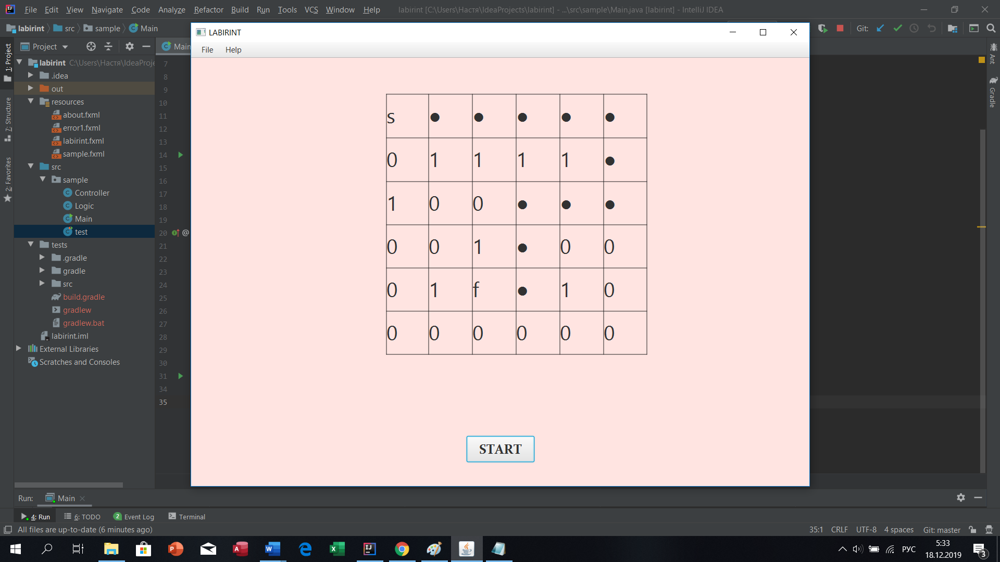 File Edit View Navigate Code Analyze Refactor Build Run Tools VCS Window Help labirint [C:\Users\Настя\IdeaProjects\labirint] - ...\src\sample\Main.java [labirint] - IntelliJ IDEA
labirint src sample Main Git:
LABIRINT
File Help
Project Main
1: Project
7: Structure
2: Favorites
Ant
Gradle
labirint C:\Users\Настя\IdeaProje
.idea
out
resources
about.fxml
error1.fxml
labirint.fxml
sample.fxml
src
sample
Controller
Logic
Main
test
tests
.gradle
gradle
src
build.gradle
gradlew
gradlew.bat
labirint.iml
External Libraries
Scratches and Consoles
7
8
9
10
11
12
13
14
15
16
17
18
19
20 @
21
22
23
24
25
26
27
28
29
30
31
34
35
s ● ● ● ● ●
0 1 1 1 1 ●
1 0 0 ● ● ●
0 0 1 ● 0 0
0 1 f ● 1 0
0 0 0 0 0 0
START
Run: Main
4: Run 6: TODO 2 Event Log Terminal
All files are up-to-date (6 minutes ago) 35:1 CRLF UTF-8 4 spaces Git: master
РУС 5:33
18.12.2019 3